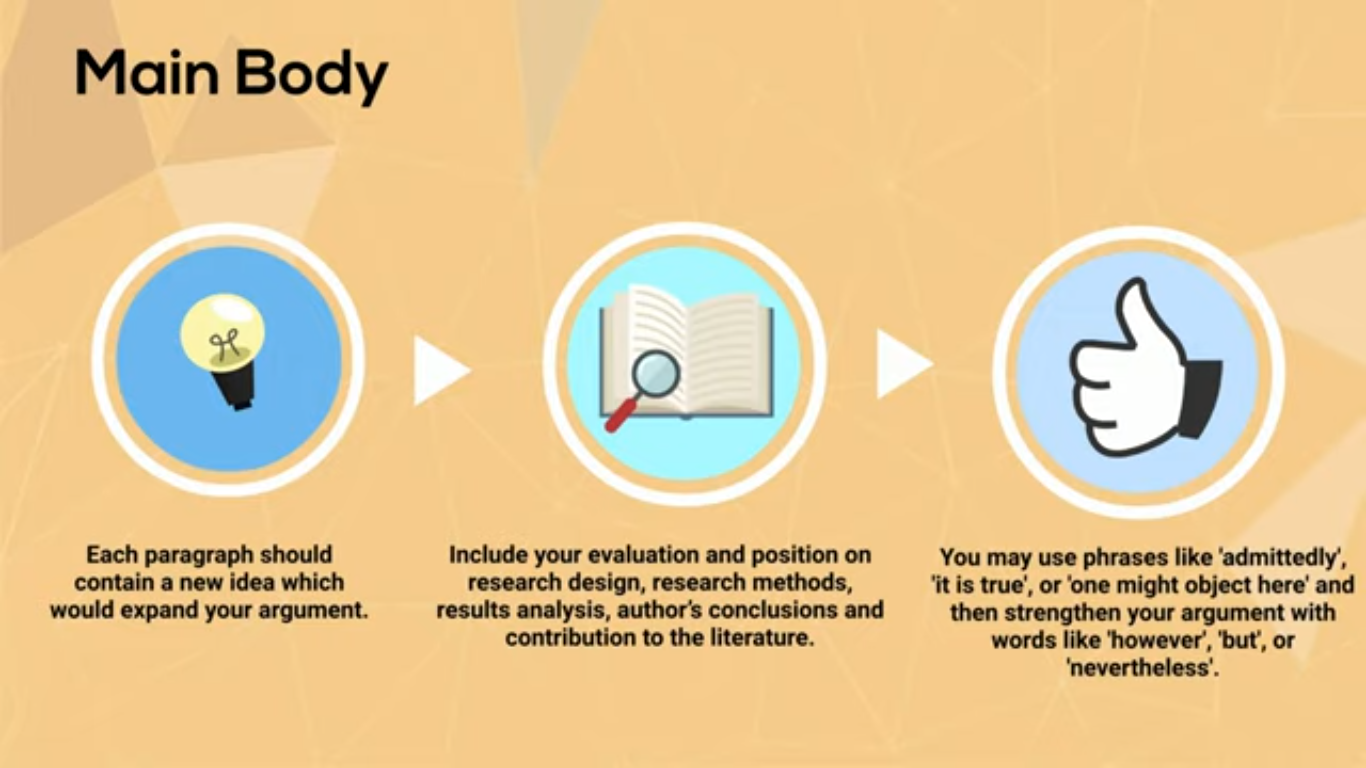 Main Body
Each paragraph should
contain a new idea which
would expand your argument.
Include your evaluation and position on
research design, research methods,
results analysis, author's conclusions and
contribution to the literature.
You may use phrases like 'admittedly',
'it is true', or 'one might object here' and
then strengthen your argument with
words like 'however', 'but', or
'nevertheless'.